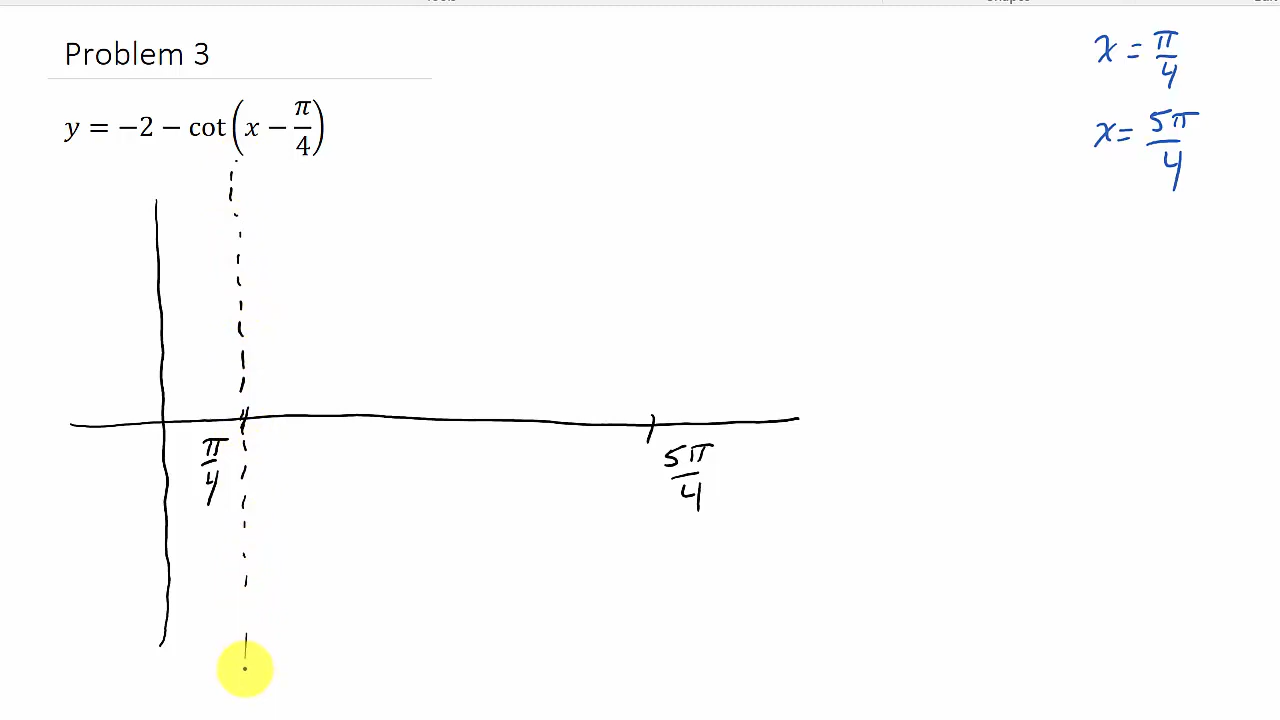 Problem 3
y = −2 − cot(x − π/4)
x = π/4
x = 5π/4
π/4
5π/4